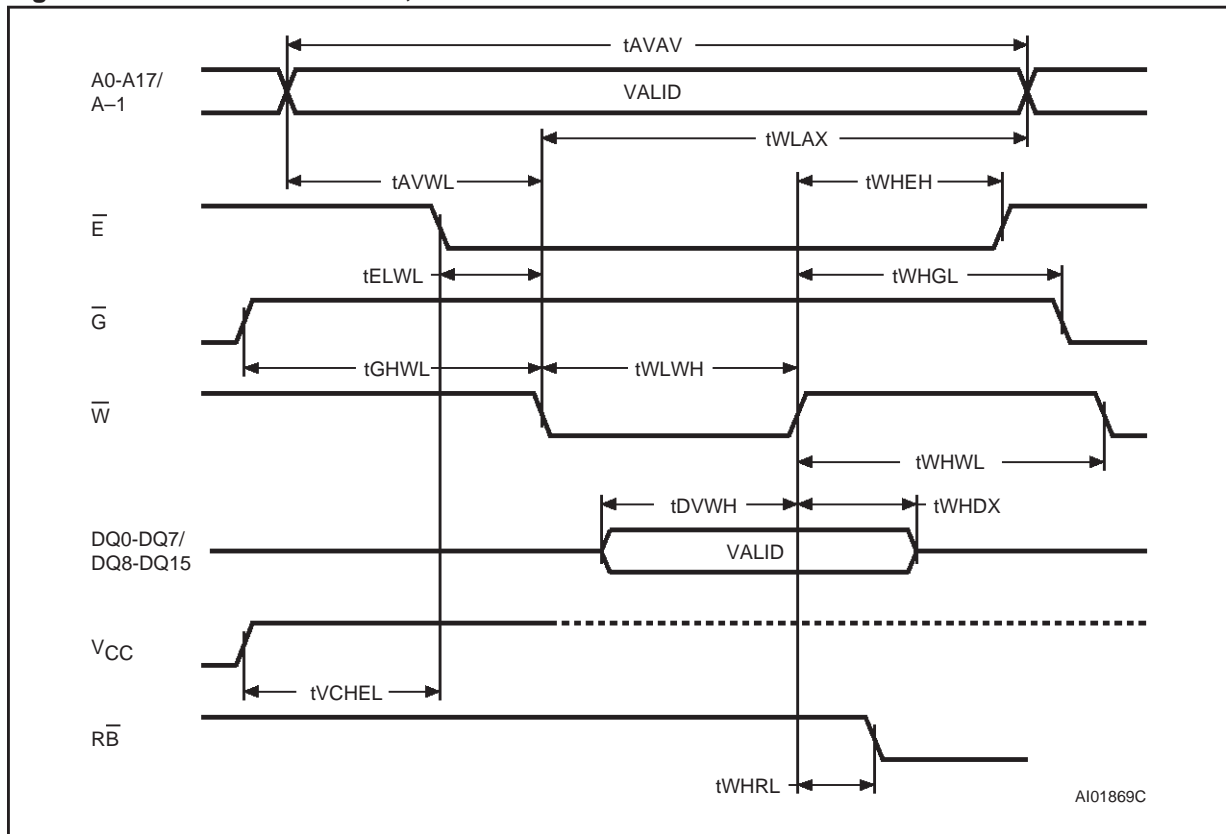 tAVAV
A0-A17/
A–1
VALID
tWLAX
tAVWL
tWHEH
E̅
tELWL
tWHGL
G̅
tGHWL
tWLWH
W̅
tWHWL
tDVWH
tWHDX
DQ0-DQ7/
DQ8-DQ15
VALID
VCC
tVCHEL
RB̅
tWHRL
AI01869C